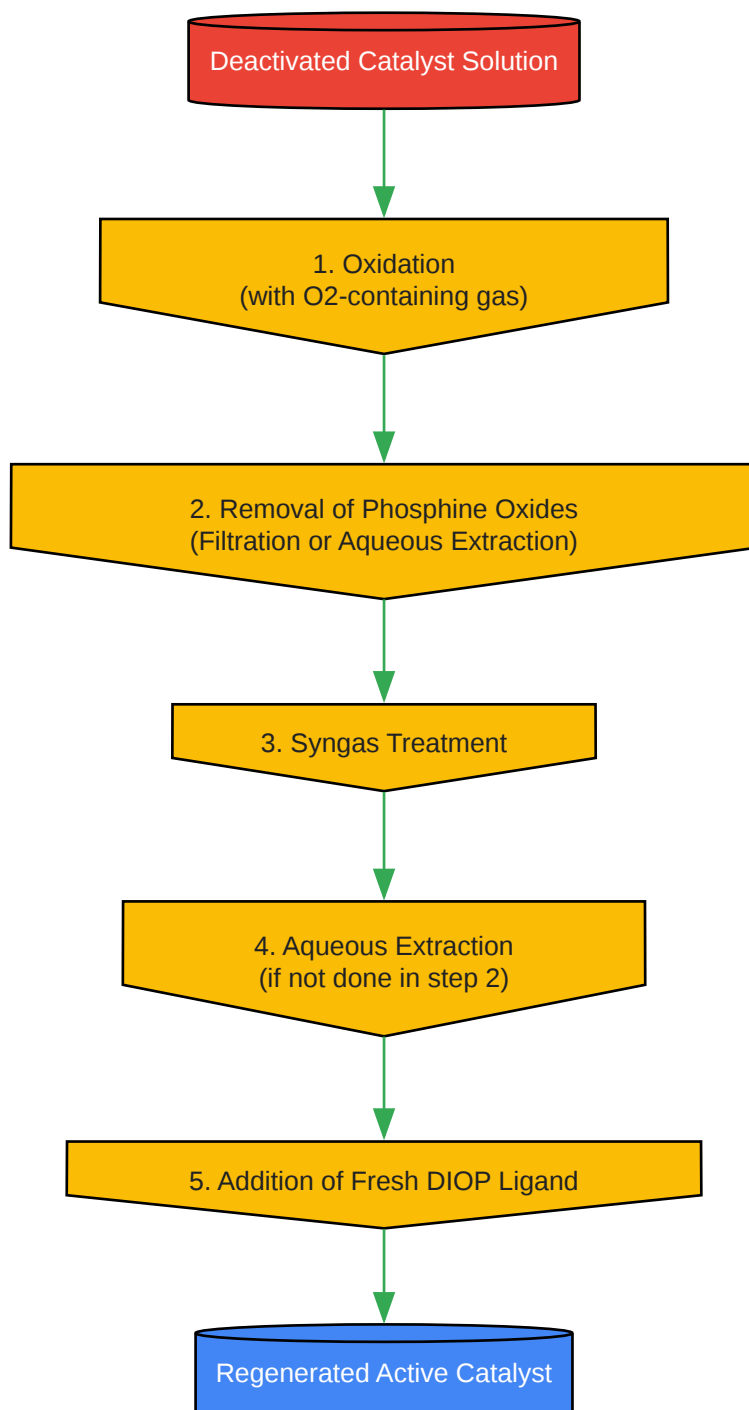 Deactivated Catalyst Solution
1. Oxidation
(with O2-containing gas)
2. Removal of Phosphine Oxides
(Filtration or Aqueous Extraction)
3. Syngas Treatment
4. Aqueous Extraction
(if not done in step 2)
5. Addition of Fresh DIOP Ligand
Regenerated Active Catalyst